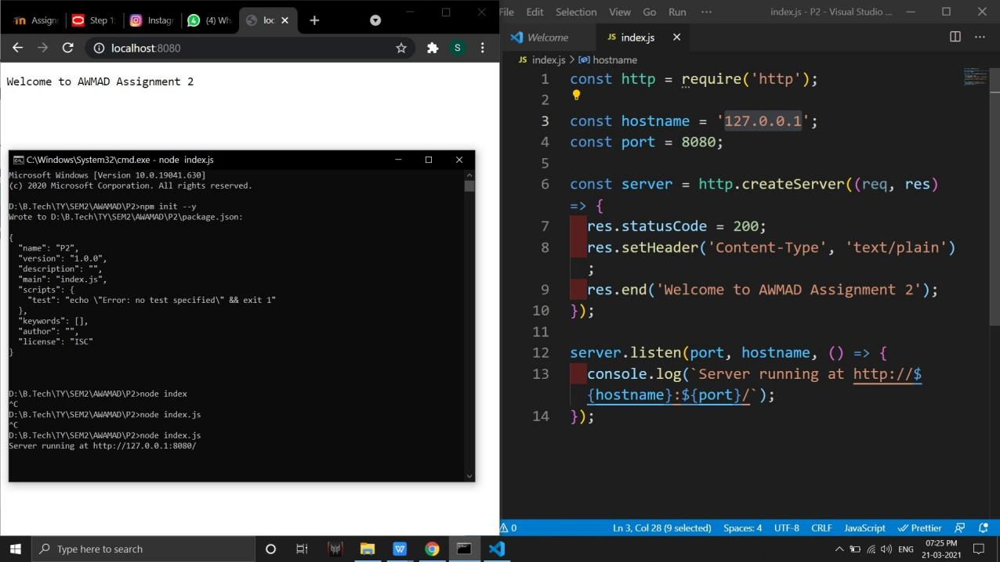 Assign
Step 1
Instagr
(4) Wh
loc
localhost:8080
S
Welcome to AWMAD Assignment 2
C:\Windows\System32\cmd.exe - node index.js
Microsoft Windows [Version 10.0.19041.630]
(c) 2020 Microsoft Corporation. All rights reserved.
D:\B.Tech\TY\SEM2\AWAMAD\P2>npm init --y
Wrote to D:\B.Tech\TY\SEM2\AWAMAD\P2\package.json:
{
"name": "P2",
"version": "1.0.0",
"description": "",
"main": "index.js",
"scripts": {
"test": "echo \"Error: no test specified\" && exit 1"
},
"keywords": [],
"author": "",
"license": "ISC"
}
D:\B.Tech\TY\SEM2\AWAMAD\P2>node index
^C
D:\B.Tech\TY\SEM2\AWAMAD\P2>node index.js
^C
D:\B.Tech\TY\SEM2\AWAMAD\P2>node index.js
Server running at http://127.0.0.1:8080/
File Edit Selection View Go Run ··· index.js - P2 - Visual Studio ...
Welcome
JS index.js
JS index.js > hostname
1 const http = require('http');
2
3 const hostname = '127.0.0.1';
4 const port = 8080;
5
6 const server = http.createServer((req, res)
=> {
7 res.statusCode = 200;
8 res.setHeader('Content-Type', 'text/plain')
;
9 res.end('Welcome to AWMAD Assignment 2');
10 });
11
12 server.listen(port, hostname, () => {
13 console.log(`Server running at http://$
{hostname}:${port}/`);
14 });
0
Ln 3, Col 28 (9 selected) Spaces: 4 UTF-8 CRLF JavaScript Prettier
Type here to search
ENG
07:25 PM
21-03-2021